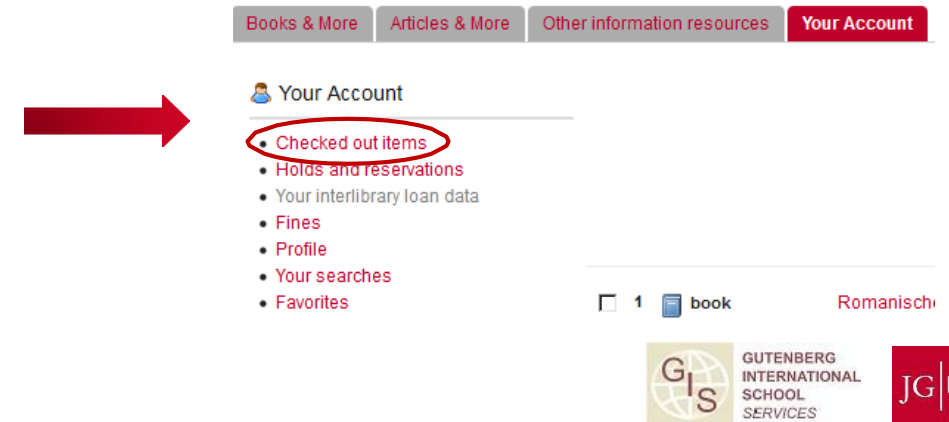 Books & More Articles & More Other information resources Your Account
Your Account
Checked out items
Holds and reservations
Your interlibrary loan data
Fines
Profile
Your searches
Favorites
1 book
GIS
GUTENBERG
INTERNATIONAL
SCHOOL
SERVICES
JG